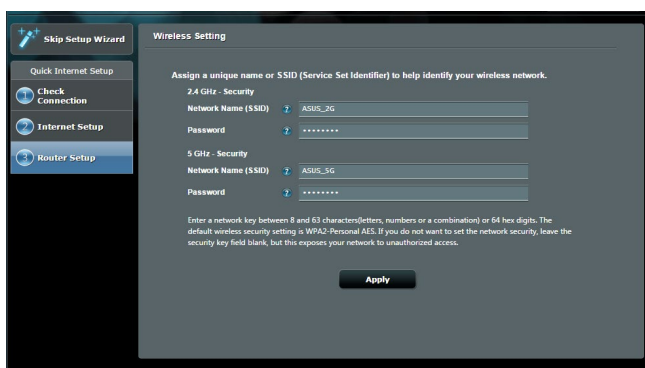 Skip Setup Wizard
Quick Internet Setup
1 Check
Connection
2 Internet Setup
3 Router Setup
Wireless Setting
Assign a unique name or SSID (Service Set Identifier) to help identify your wireless network.
2.4 GHz - Security
Network Name (SSID) ? ASUS_2G
Password ? ········
5 GHz - Security
Network Name (SSID) ? ASUS_5G
Password ? ········
Enter a network key between 8 and 63 characters(letters, numbers or a combination) or 64 hex digits. The
default wireless security setting is WPA2-Personal AES. If you do not want to set the network security, leave the
security key field blank, but this exposes your network to unauthorized access.
Apply